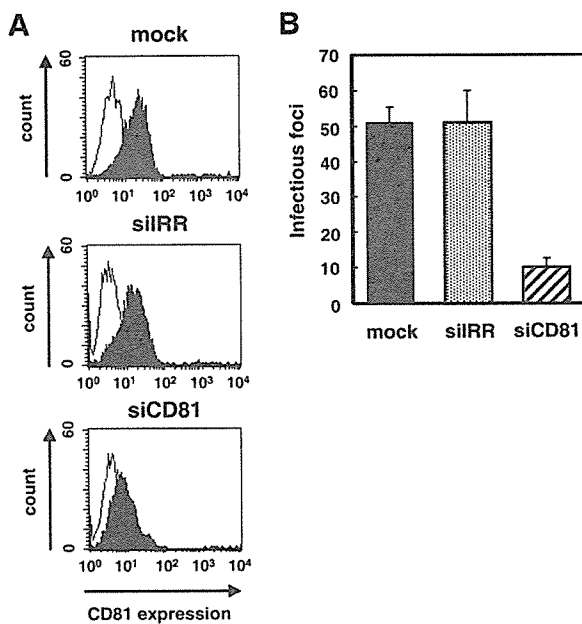 A
mock
60
count
0
10⁰ 10¹ 10² 10³ 10⁴
siIRR
60
count
0
10⁰ 10¹ 10² 10³ 10⁴
siCD81
60
count
0
10⁰ 10¹ 10² 10³ 10⁴
CD81 expression
B
Infectious foci
70
60
50
40
30
20
10
0
mock siIRR siCD81